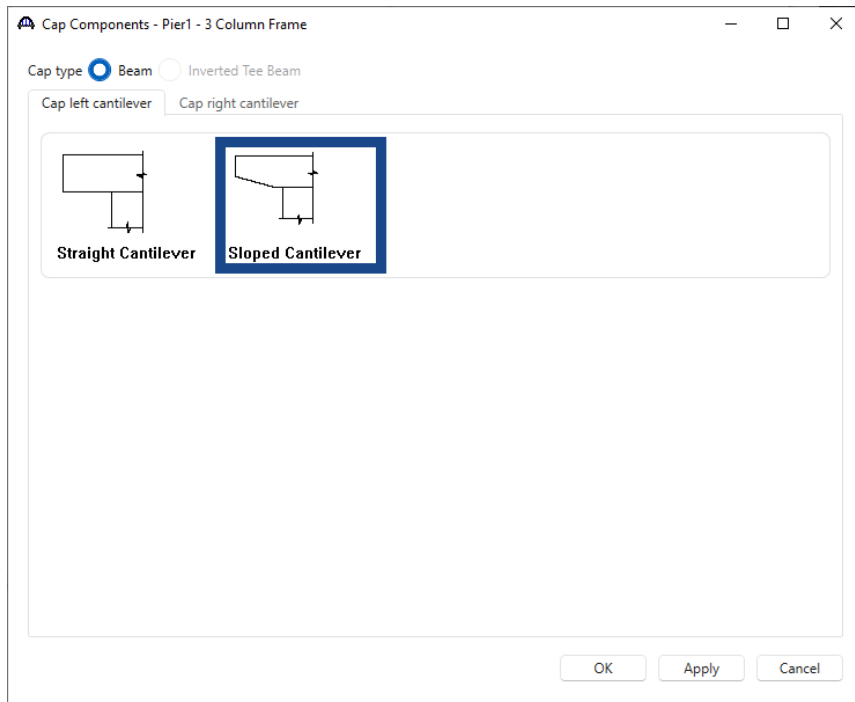 Cap Components - Pier1 - 3 Column Frame
Cap type Beam Inverted Tee Beam
Cap left cantilever Cap right cantilever
Straight Cantilever Sloped Cantilever
OK Apply Cancel